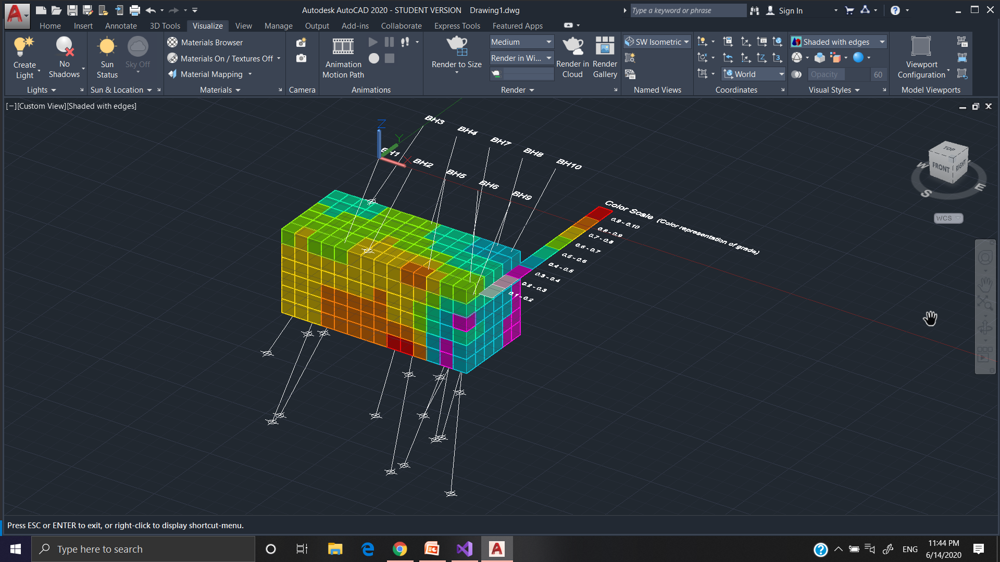 Autodesk AutoCAD 2020 - STUDENT VERSION Drawing1.dwg
Type a keyword or phrase
Sign In
Home Insert Annotate 3D Tools Visualize View Manage Output Add-ins Collaborate Express Tools Featured Apps
Create Light
No Shadows
Lights
Sun Status
Sky Off
Sun & Location
Materials Browser
Materials On / Textures Off
Material Mapping
Materials
Camera
Animation Motion Path
Animations
Render to Size
Medium
Render in Wi...
Render in Cloud
Render Gallery
Render
SW Isometric
Named Views
World
Coordinates
Shaded with edges
Opacity 60
Visual Styles
Viewport Configuration
Model Viewports
[−][Custom View][Shaded with edges]
Z
Y
X
BH3
BH4
BH7
BH8
BH10
BH1
BH2
BH5
BH6
BH9
Color Scale (Color representation of grade)
0.9 - 0.10
0.8 - 0.9
0.7 - 0.8
0.6 - 0.7
0.5 - 0.6
0.4 - 0.5
0.3 - 0.4
0.2 - 0.3
0.1 - 0.2
TOP
FRONT
RIGHT
W
S
E
WCS
Press ESC or ENTER to exit, or right-click to display shortcut-menu.
Type here to search
ENG
11:44 PM
6/14/2020